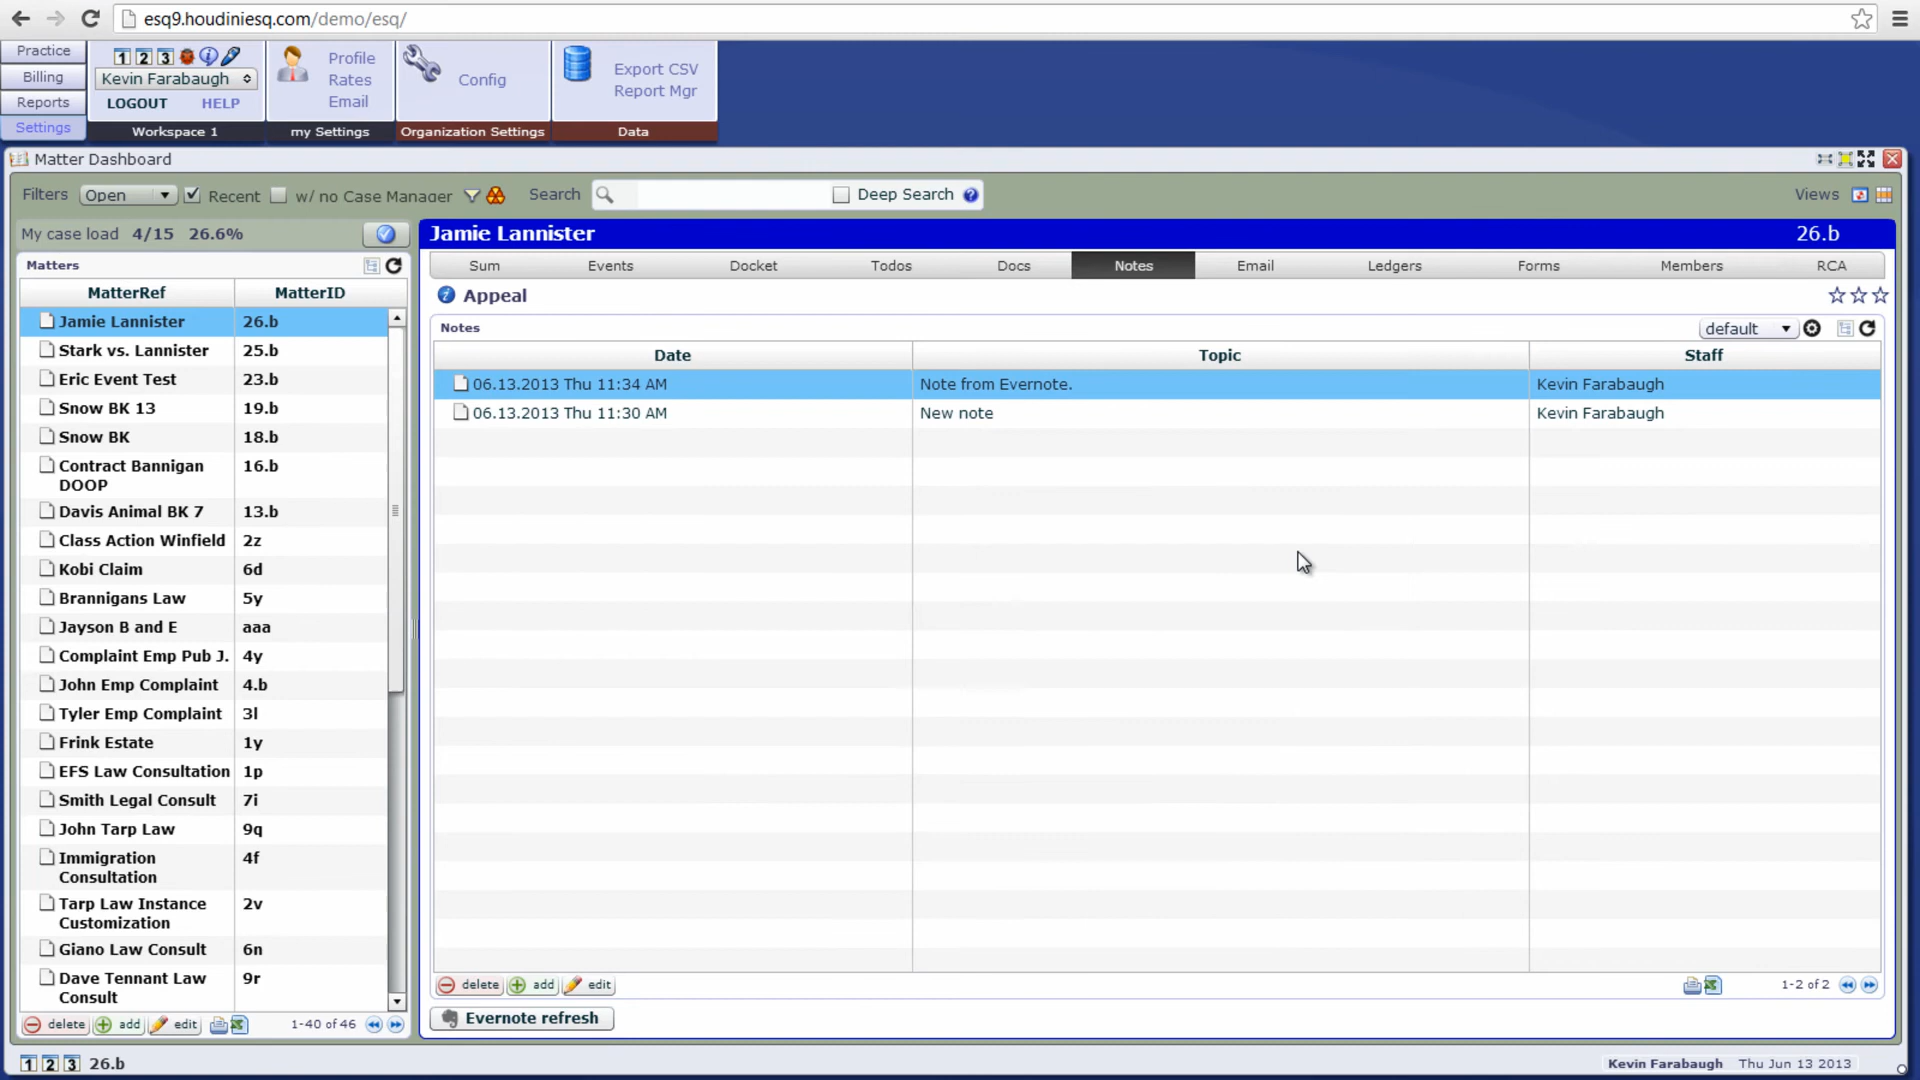 esq9.houdiniesq.com/demo/esq/
Practice
Billing
Reports
Settings
1 2 3
Kevin Farabaugh
LOGOUT HELP
Workspace 1
Profile
Rates
Email
my Settings
Config
Organization Settings
Export CSV
Report Mgr
Data
Matter Dashboard
Filters Open Recent w/ no Case Manager Search Deep Search Views
My case load 4/15 26.6%
Matters
MatterRef MatterID
Jamie Lannister 26.b
Stark vs. Lannister 25.b
Eric Event Test 23.b
Snow BK 13 19.b
Snow BK 18.b
Contract Bannigan 16.b
DOOP
Davis Animal BK 7 13.b
Class Action Winfield 2z
Kobi Claim 6d
Brannigans Law 5y
Jayson B and E aaa
Complaint Emp Pub J. 4y
John Emp Complaint 4.b
Tyler Emp Complaint 3l
Frink Estate 1y
EFS Law Consultation 1p
Smith Legal Consult 7i
John Tarp Law 9q
Immigration 4f
Consultation
Tarp Law Instance 2v
Customization
Giano Law Consult 6n
Dave Tennant Law 9r
Consult
delete add edit 1-40 of 46
Jamie Lannister 26.b
Sum Events Docket Todos Docs Notes Email Ledgers Forms Members RCA
Appeal
Notes default
Date Topic Staff
06.13.2013 Thu 11:34 AM Note from Evernote. Kevin Farabaugh
06.13.2013 Thu 11:30 AM New note Kevin Farabaugh
delete add edit 1-2 of 2
Evernote refresh
1 2 3 26.b Kevin Farabaugh Thu Jun 13 2013